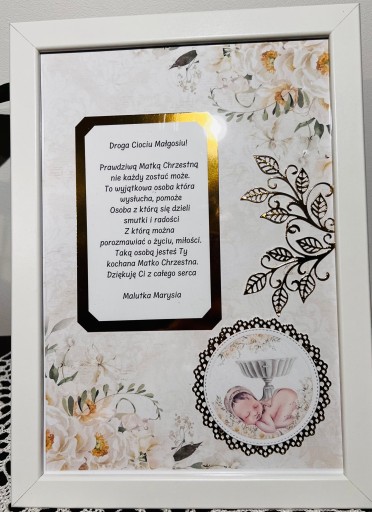 Droga Ciociu Małgosiu!
Prawdziwą Matką Chrzestną
nie każdy zostać może.
To wyjątkowa osoba która
wysłucha, pomoże
Osoba z którą się dzieli
smutki i radości
Z którą można
porozmawiać o życiu, miłości.
Taką osobą jesteś Ty
kochana Matko Chrzestna.
Dziękuję Ci z całego serca
Malutka Marysia